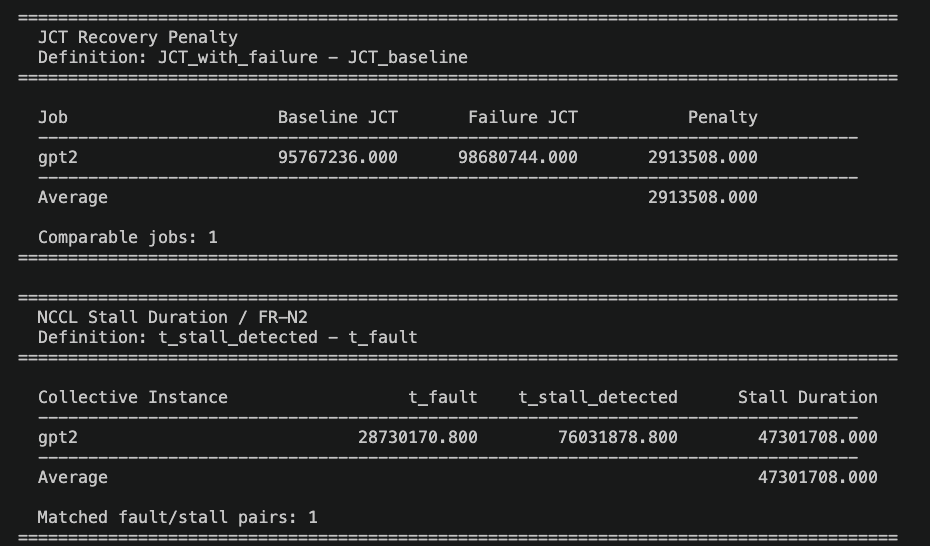 ================================================================================
JCT Recovery Penalty
Definition: JCT_with_failure - JCT_baseline
================================================================================
Job Baseline JCT Failure JCT Penalty
--------------------------------------------------------------------------------
gpt2 95767236.000 98680744.000 2913508.000
--------------------------------------------------------------------------------
Average 2913508.000
Comparable jobs: 1
================================================================================
================================================================================
NCCL Stall Duration / FR-N2
Definition: t_stall_detected - t_fault
================================================================================
Collective Instance t_fault t_stall_detected Stall Duration
--------------------------------------------------------------------------------
gpt2 28730170.800 76031878.800 47301708.000
--------------------------------------------------------------------------------
Average 47301708.000
Matched fault/stall pairs: 1
================================================================================